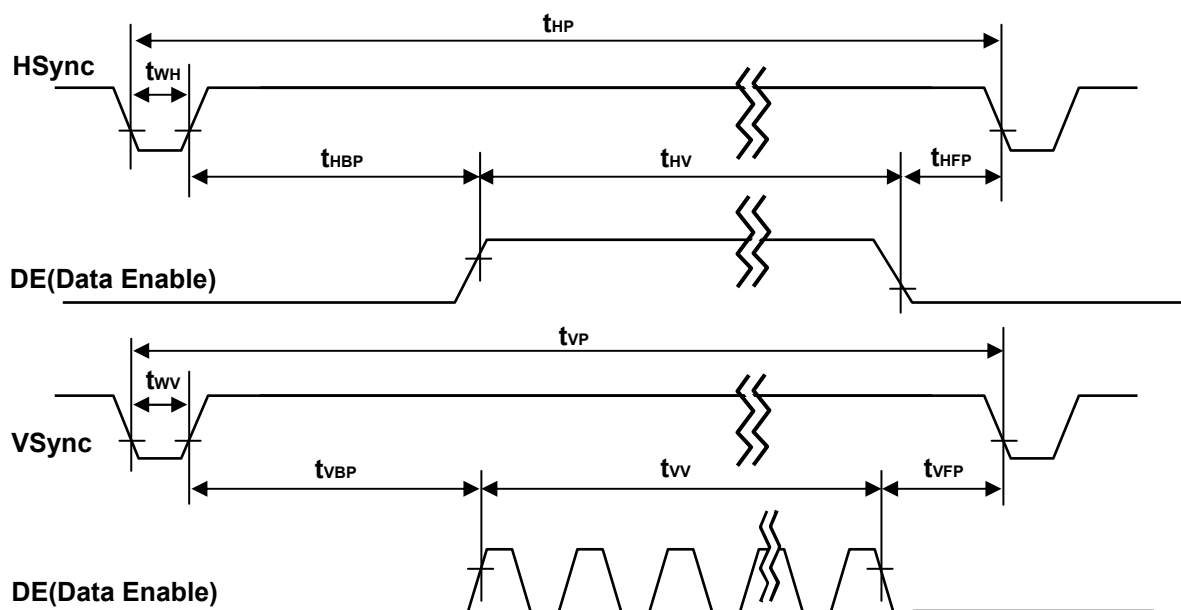 tHP
HSync
tWH
tHBP tHV tHFP
DE(Data Enable)
tVP
tWV
VSync
tVBP tVV tVFP
DE(Data Enable)